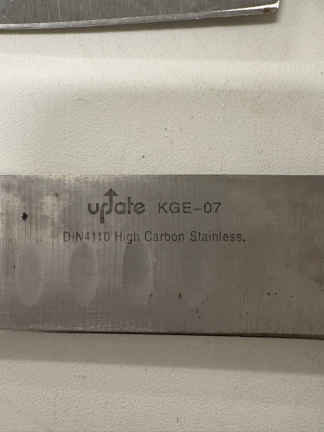 update KGE-07
DIN4110 High Carbon Stainless.